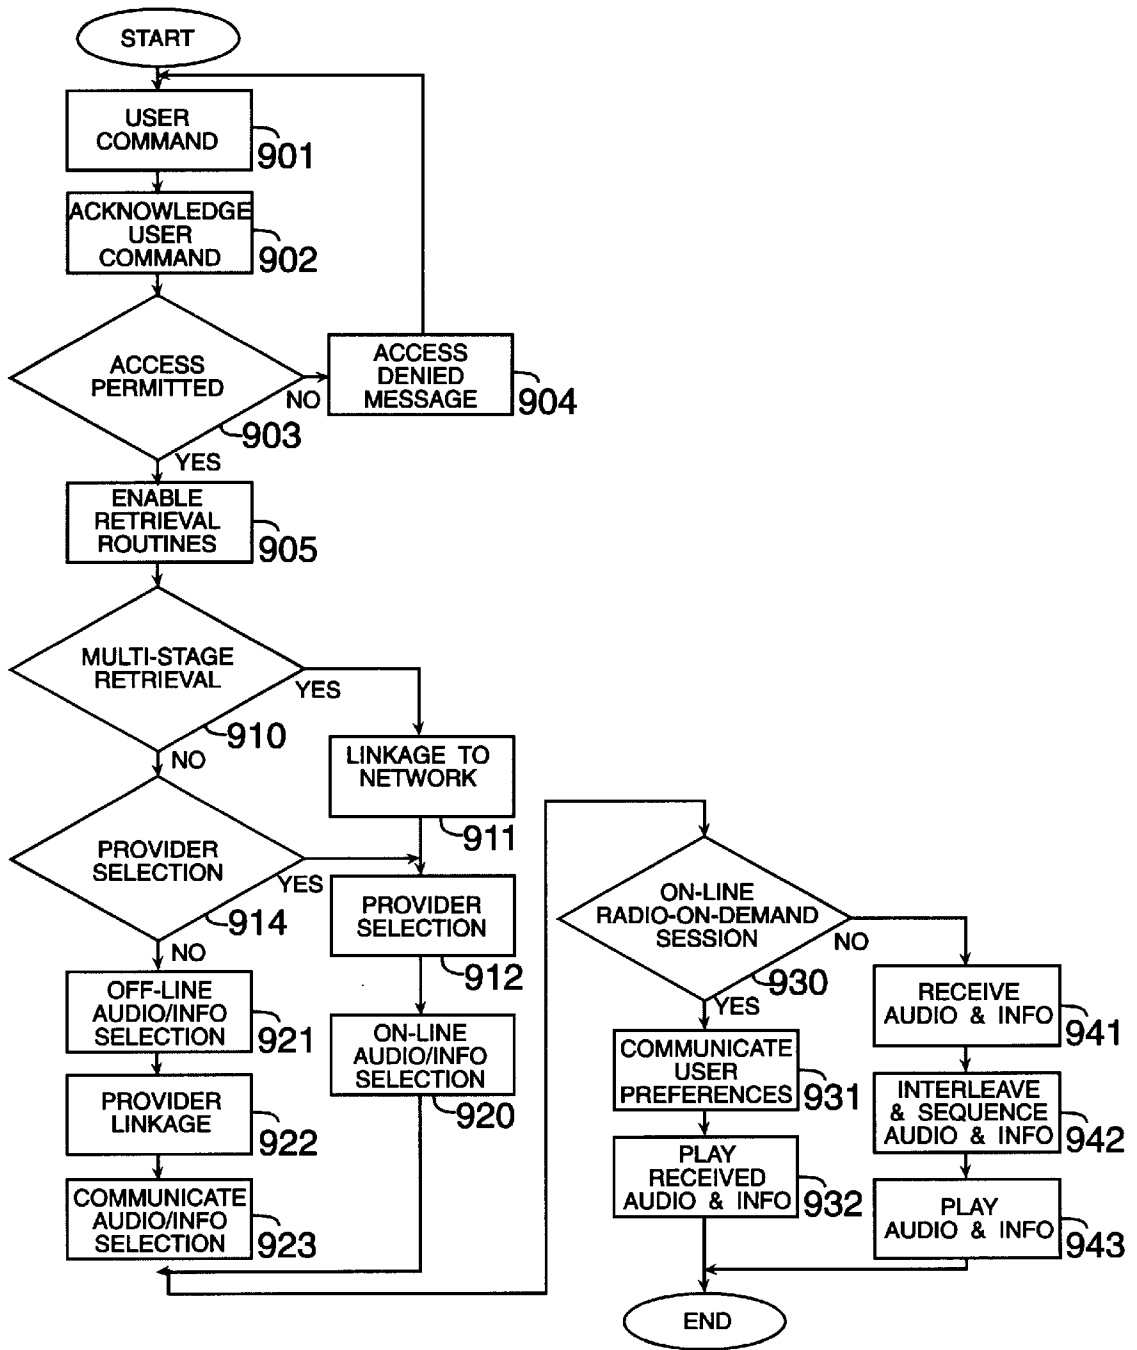 START
USER
COMMAND
901
ACKNOWLEDGE
USER
COMMAND
902
ACCESS
PERMITTED
903
NO
ACCESS
DENIED
MESSAGE
904
YES
ENABLE
RETRIEVAL
ROUTINES
905
MULTI-STAGE
RETRIEVAL
910
YES
LINKAGE TO
NETWORK
911
NO
PROVIDER
SELECTION
914
YES
PROVIDER
SELECTION
912
NO
OFF-LINE
AUDIO/INFO
SELECTION
921
ON-LINE
AUDIO/INFO
SELECTION
920
PROVIDER
LINKAGE
922
COMMUNICATE
AUDIO/INFO
SELECTION
923
ON-LINE
RADIO-ON-DEMAND
SESSION
930
NO
YES
COMMUNICATE
USER
PREFERENCES
931
PLAY
RECEIVED
AUDIO & INFO
932
RECEIVE
AUDIO & INFO
941
INTERLEAVE
& SEQUENCE
AUDIO & INFO
942
PLAY
AUDIO & INFO
943
END